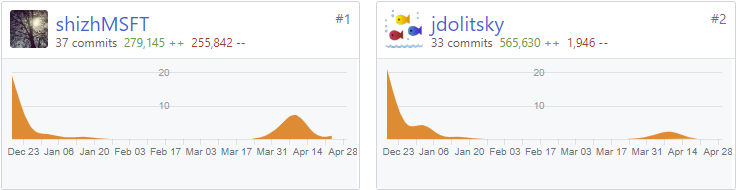 shizhMSFT #1
37 commits 279,145 ++ 255,842 --
20
10
Dec 23 Jan 06 Jan 20 Feb 03 Feb 17 Mar 03 Mar 17 Mar 31 Apr 14 Apr 28
jdolitsky #2
33 commits 565,630 ++ 1,946 --
20
10
Dec 23 Jan 06 Jan 20 Feb 03 Feb 17 Mar 03 Mar 17 Mar 31 Apr 14 Apr 28